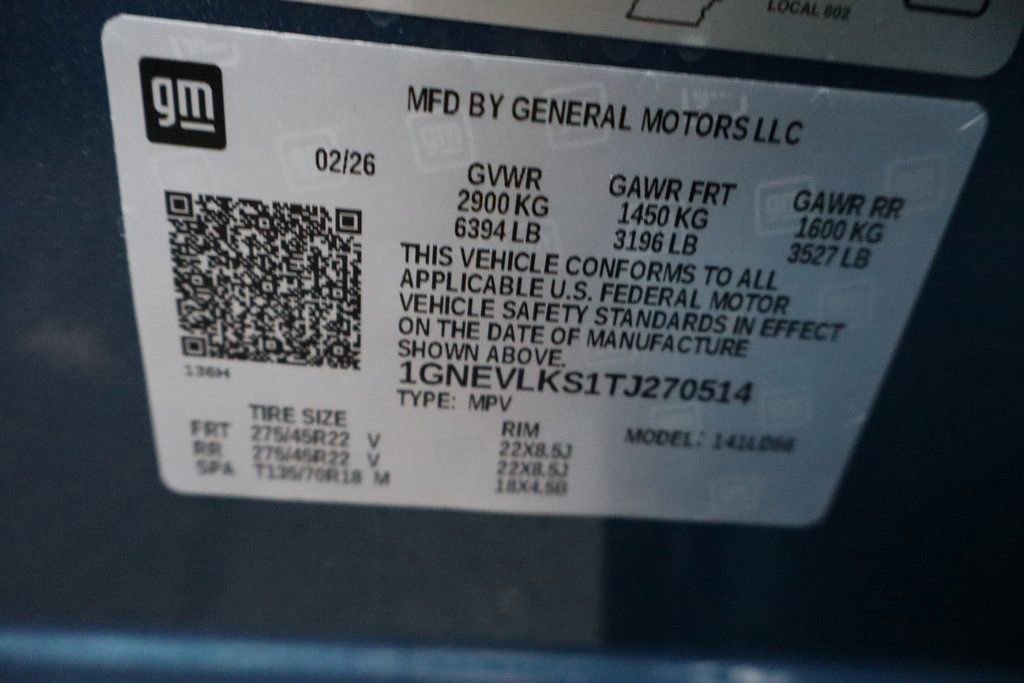 LOCAL 602
gm
MFD BY GENERAL MOTORS LLC
02/26
GVWR GAWR FRT GAWR RR
2900 KG 1450 KG 1600 KG
6394 LB 3196 LB 3527 LB
THIS VEHICLE CONFORMS TO ALL
APPLICABLE U.S. FEDERAL MOTOR
VEHICLE SAFETY STANDARDS IN EFFECT
ON THE DATE OF MANUFACTURE
SHOWN ABOVE.
136H
1GNEVLKS1TJ270514
TYPE: MPV
TIRE SIZE RIM MODEL:
FRT 275/45R22 V 22X8.5J
RR 275/45R22 V 22X8.5J
SPA T135/70R18 M 18X4.5B